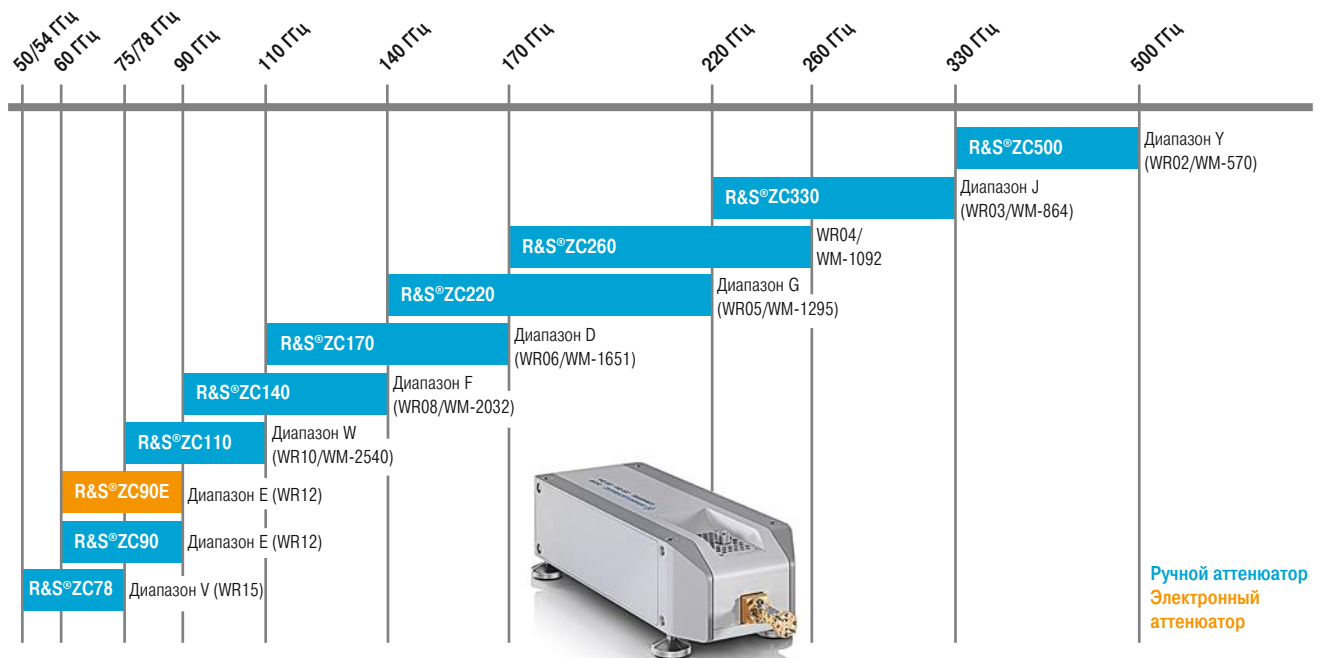 50/54 ГГц
60 ГГц
75/78 ГГц
90 ГГц
110 ГГц
140 ГГц
170 ГГц
220 ГГц
260 ГГц
330 ГГц
500 ГГц
R&S®ZC500
Диапазон Y
(WR02/WM-570)
R&S®ZC330
Диапазон J
(WR03/WM-864)
R&S®ZC260
WR04/
WM-1092
R&S®ZC220
Диапазон G
(WR05/WM-1295)
R&S®ZC170
Диапазон D
(WR06/WM-1651)
R&S®ZC140
Диапазон F
(WR08/WM-2032)
R&S®ZC110
Диапазон W
(WR10/WM-2540)
R&S®ZC90E
Диапазон E (WR12)
R&S®ZC90
Диапазон E (WR12)
R&S®ZC78
Диапазон V (WR15)
Ручной аттенюатор
Электронный
аттенюатор